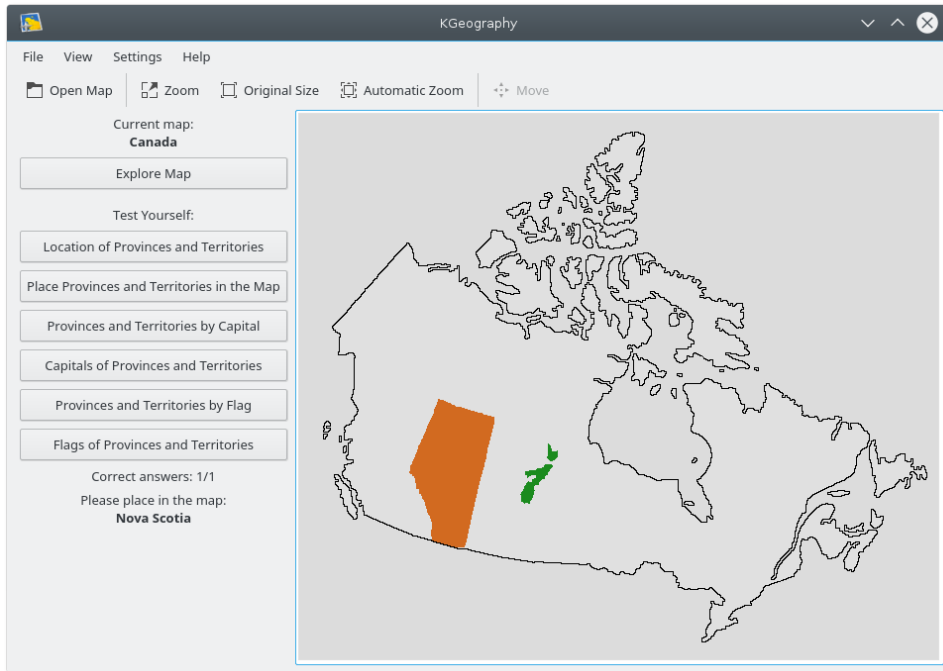 KGeography
File View Settings Help
Open Map Zoom Original Size Automatic Zoom Move
Current map:
Canada
Explore Map
Test Yourself:
Location of Provinces and Territories
Place Provinces and Territories in the Map
Provinces and Territories by Capital
Capitals of Provinces and Territories
Provinces and Territories by Flag
Flags of Provinces and Territories
Correct answers: 1/1
Please place in the map:
Nova Scotia